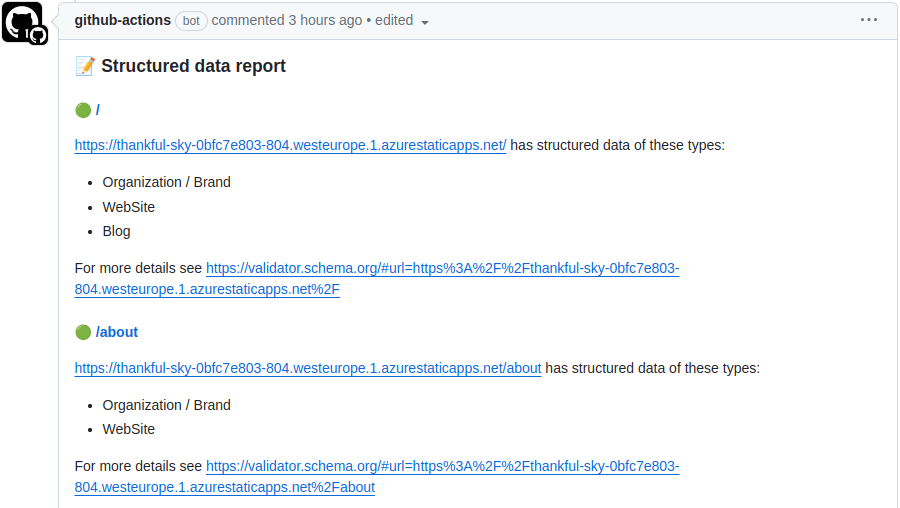 github-actions bot commented 3 hours ago • edited
📝 Structured data report
🟢 /
https://thankful-sky-0bfc7e803-804.westeurope.1.azurestaticapps.net/ has structured data of these types:
• Organization / Brand
• WebSite
• Blog
For more details see https://validator.schema.org/#url=https%3A%2F%2Fthankful-sky-0bfc7e803-
804.westeurope.1.azurestaticapps.net%2F
🟢 /about
https://thankful-sky-0bfc7e803-804.westeurope.1.azurestaticapps.net/about has structured data of these types:
• Organization / Brand
• WebSite
For more details see https://validator.schema.org/#url=https%3A%2F%2Fthankful-sky-0bfc7e803-
804.westeurope.1.azurestaticapps.net%2Fabout